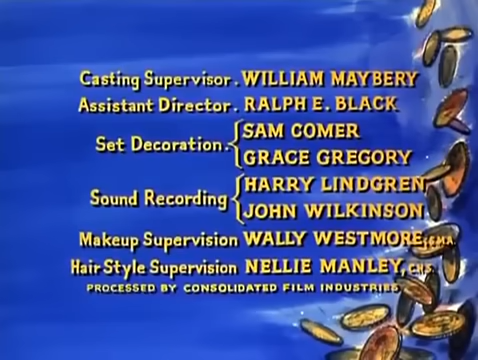 Casting Supervisor. WILLIAM MAYBERY
Assistant Director. RALPH E. BLACK
Set Decoration. { SAM COMER
GRACE GREGORY
Sound Recording { HARRY LINDGREN
JOHN WILKINSON
Makeup Supervision WALLY WESTMORE,
Hair Style Supervision NELLIE MANLEY, C.H.S.
PROCESSED BY CONSOLIDATED FILM INDUSTRIES